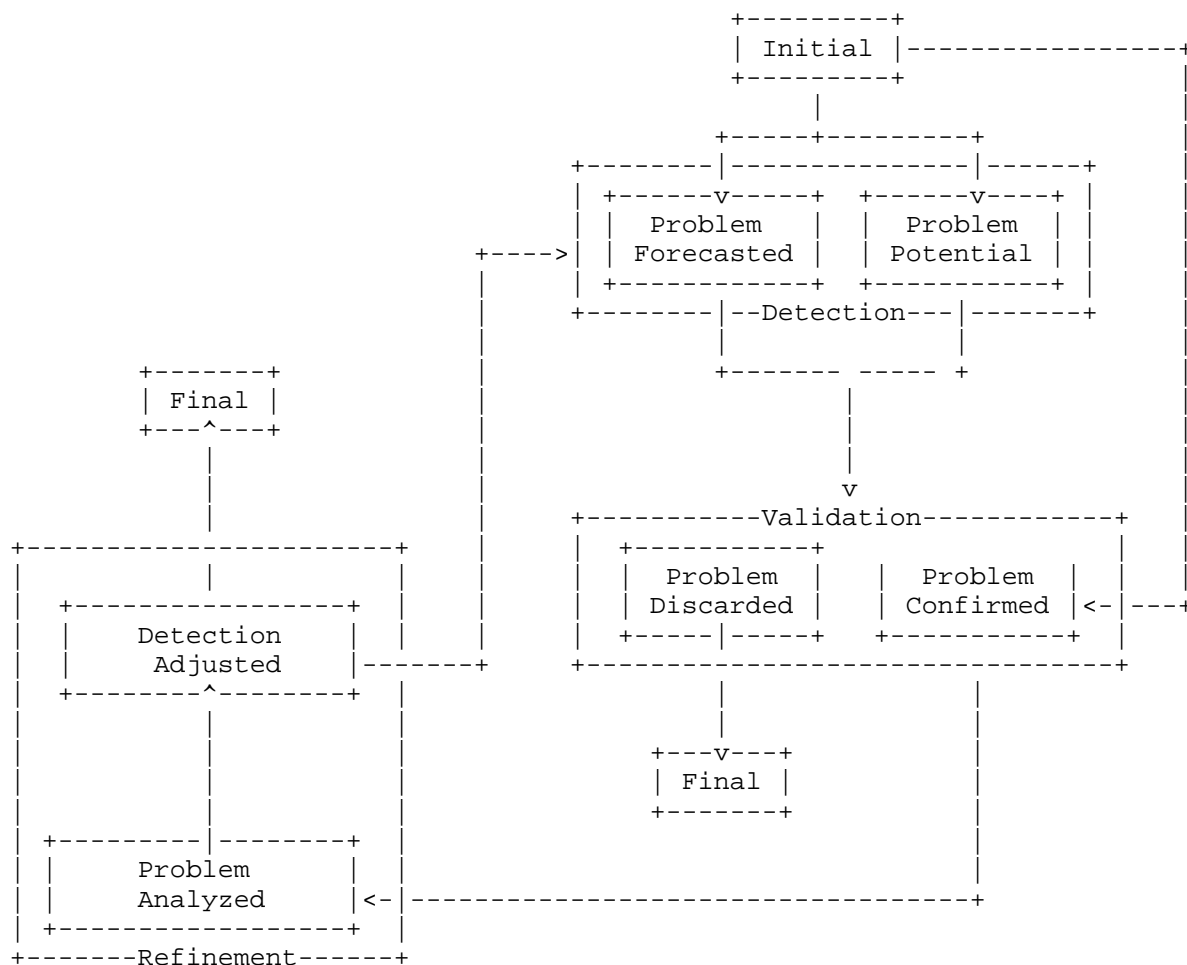 Initial
Problem Problem
Forecasted Potential
Detection
Final
Validation
Problem Problem
Discarded Confirmed
Detection
Adjusted
Final
Problem
Analyzed
Refinement